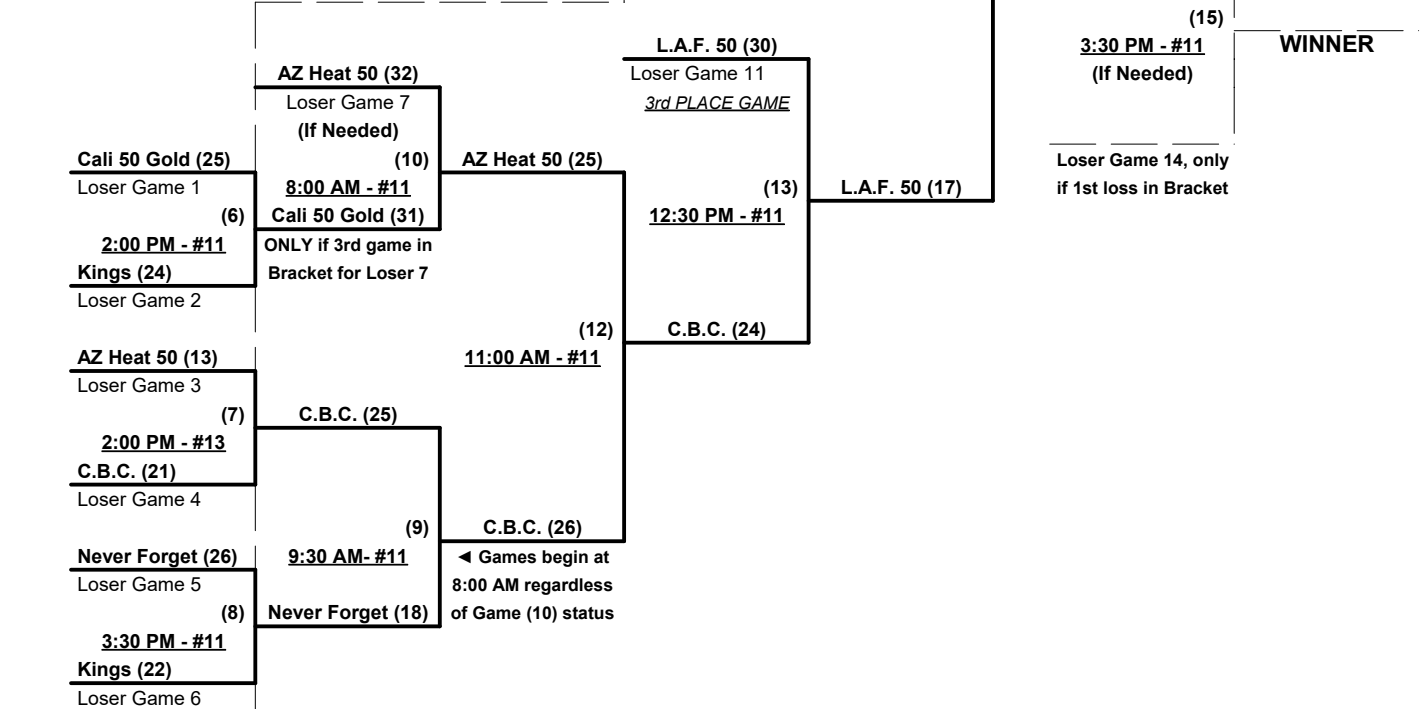 (15)
L.A.F. 50 (30)
3:30 PM - #11
WINNER
AZ Heat 50 (32)
Loser Game 11
(If Needed)
Loser Game 7
3rd PLACE GAME
(If Needed)
Cali 50 Gold (25)
(10)
AZ Heat 50 (25)
Loser Game 14, only
Loser Game 1
8:00 AM - #11
(13)
L.A.F. 50 (17)
if 1st loss in Bracket
(6)
Cali 50 Gold (31)
12:30 PM - #11
2:00 PM - #11
ONLY if 3rd game in
Kings (24)
Bracket for Loser 7
Loser Game 2
(12)
C.B.C. (24)
AZ Heat 50 (13)
11:00 AM - #11
Loser Game 3
(7)
C.B.C. (25)
2:00 PM - #13
C.B.C. (21)
Loser Game 4
(9)
C.B.C. (26)
Never Forget (26)
9:30 AM- #11
◄ Games begin at
Loser Game 5
8:00 AM regardless
(8)
Never Forget (18)
of Game (10) status
3:30 PM - #11
Kings (22)
Loser Game 6